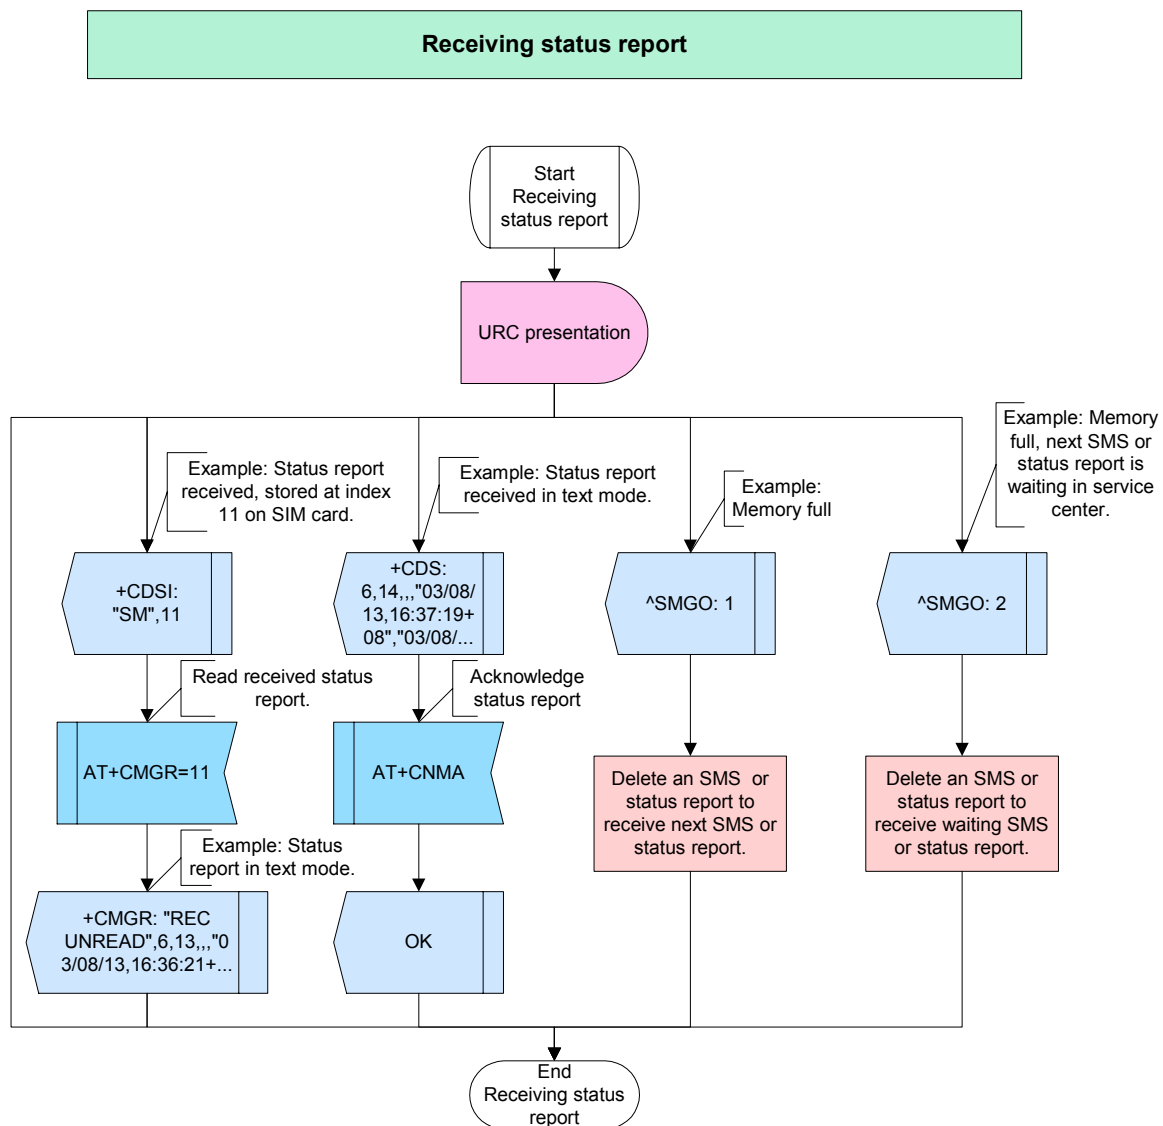 Receiving status report
Start
Receiving
status report
URC presentation
Example: Status report
received, stored at index
11 on SIM card.
Example: Status report
received in text mode.
Example:
Memory full
Example: Memory
full, next SMS or
status report is
waiting in service
center.
+CDSI:
"SM",11
+CDS:
6,14,,,"03/08/
13,16:37:19+
08","03/08/...
^SMGO: 1
^SMGO: 2
Read received status
report.
Acknowledge
status report
AT+CMGR=11
AT+CNMA
Delete an SMS or
status report to
receive next SMS or
status report.
Delete an SMS or
status report to
receive waiting SMS
or status report.
Example: Status
report in text mode.
+CMGR: "REC
UNREAD",6,13,,,"0
3/08/13,16:36:21+...
OK
End
Receiving status
report